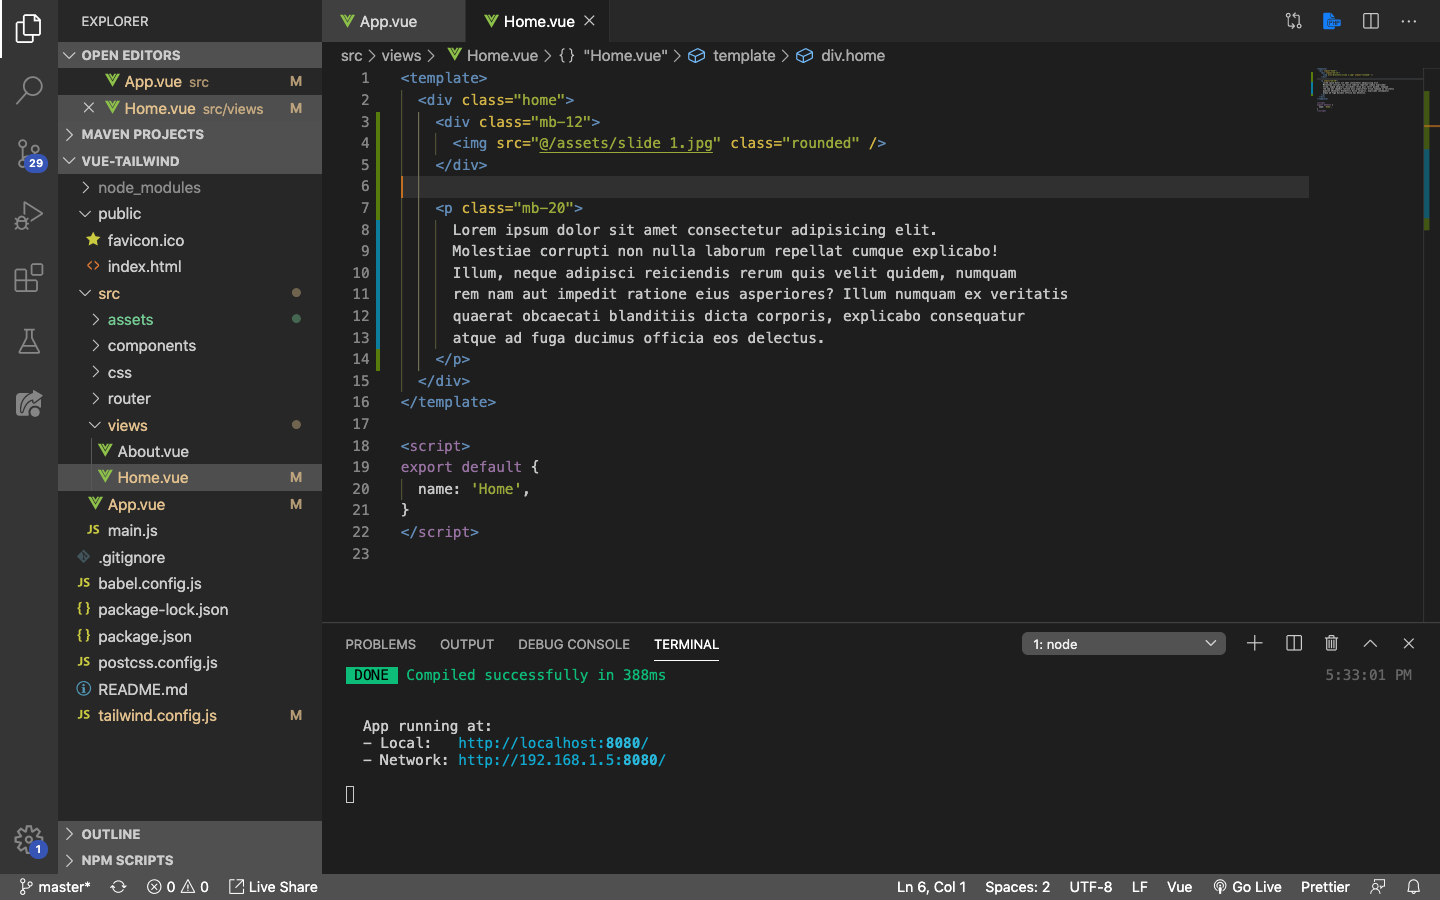 EXPLORER
OPEN EDITORS
App.vue src M
Home.vue src/views M
MAVEN PROJECTS
VUE-TAILWIND
node_modules
public
favicon.ico
index.html
src
assets
components
css
router
views
About.vue
Home.vue M
App.vue M
JS main.js
.gitignore
JS babel.config.js
{} package-lock.json
{} package.json
JS postcss.config.js
README.md
JS tailwind.config.js M
OUTLINE
NPM SCRIPTS
29
1
App.vue Home.vue
src > views > Home.vue > {} "Home.vue" > template > div.home
1 <template>
2 <div class="home">
3 <div class="mb-12">
4 <img src="@/assets/slide 1.jpg" class="rounded" />
5 </div>
6
7 <p class="mb-20">
8 Lorem ipsum dolor sit amet consectetur adipisicing elit.
9 Molestiae corrupti non nulla laborum repellat cumque explicabo!
10 Illum, neque adipisci reiciendis rerum quis velit quidem, numquam
11 rem nam aut impedit ratione eius asperiores? Illum numquam ex veritatis
12 quaerat obcaecati blanditiis dicta corporis, explicabo consequatur
13 atque ad fuga ducimus officia eos delectus.
14 </p>
15 </div>
16 </template>
17
18 <script>
19 export default {
20 name: 'Home',
21 }
22 </script>
23
PROBLEMS OUTPUT DEBUG CONSOLE TERMINAL 1: node
DONE Compiled successfully in 388ms 5:33:01 PM
App running at:
- Local: http://localhost:8080/
- Network: http://192.168.1.5:8080/
master* 0 0 Live Share Ln 6, Col 1 Spaces: 2 UTF-8 LF Vue Go Live Prettier